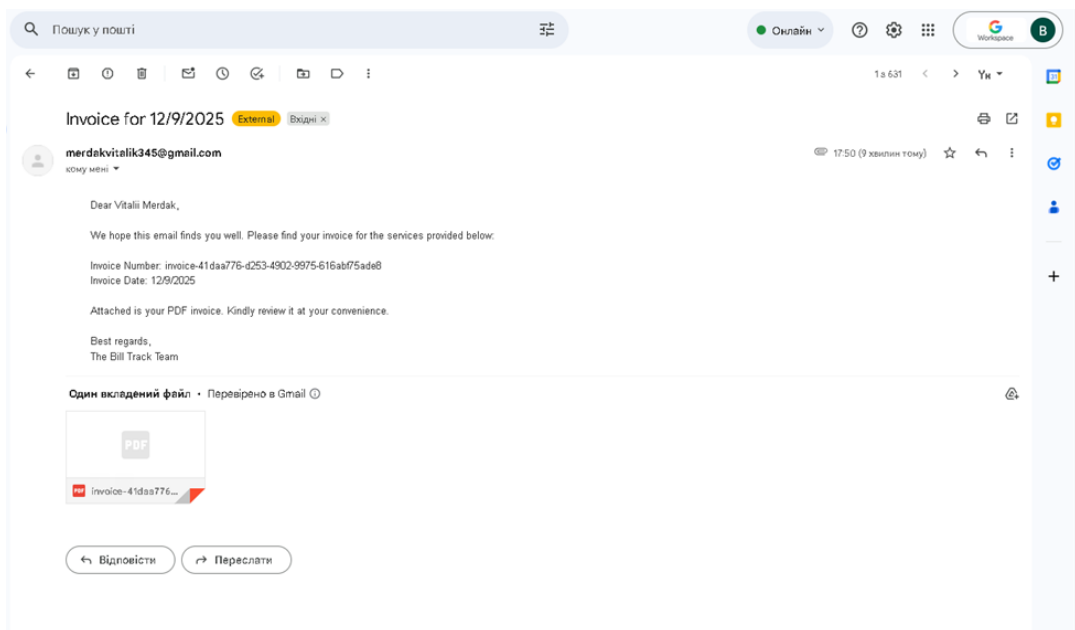 Пошук у пошті
Онлайн
Google Workspace
В
1 з 631
Ук
31
Invoice for 12/9/2025 External Вхідні ×
merdakvitalik345@gmail.com
17:50 (9 хвилин тому)
кому мені
Dear Vitalii Merdak,
We hope this email finds you well. Please find your invoice for the services provided below:
Invoice Number: invoice-41daa776-d253-4902-9975-616abf75ade8
Invoice Date: 12/9/2025
Attached is your PDF invoice. Kindly review it at your convenience.
Best regards,
The Bill Track Team
Один вкладений файл • Перевірено в Gmail
PDF
PDF invoice-41daa776...
Відповісти
Переслати